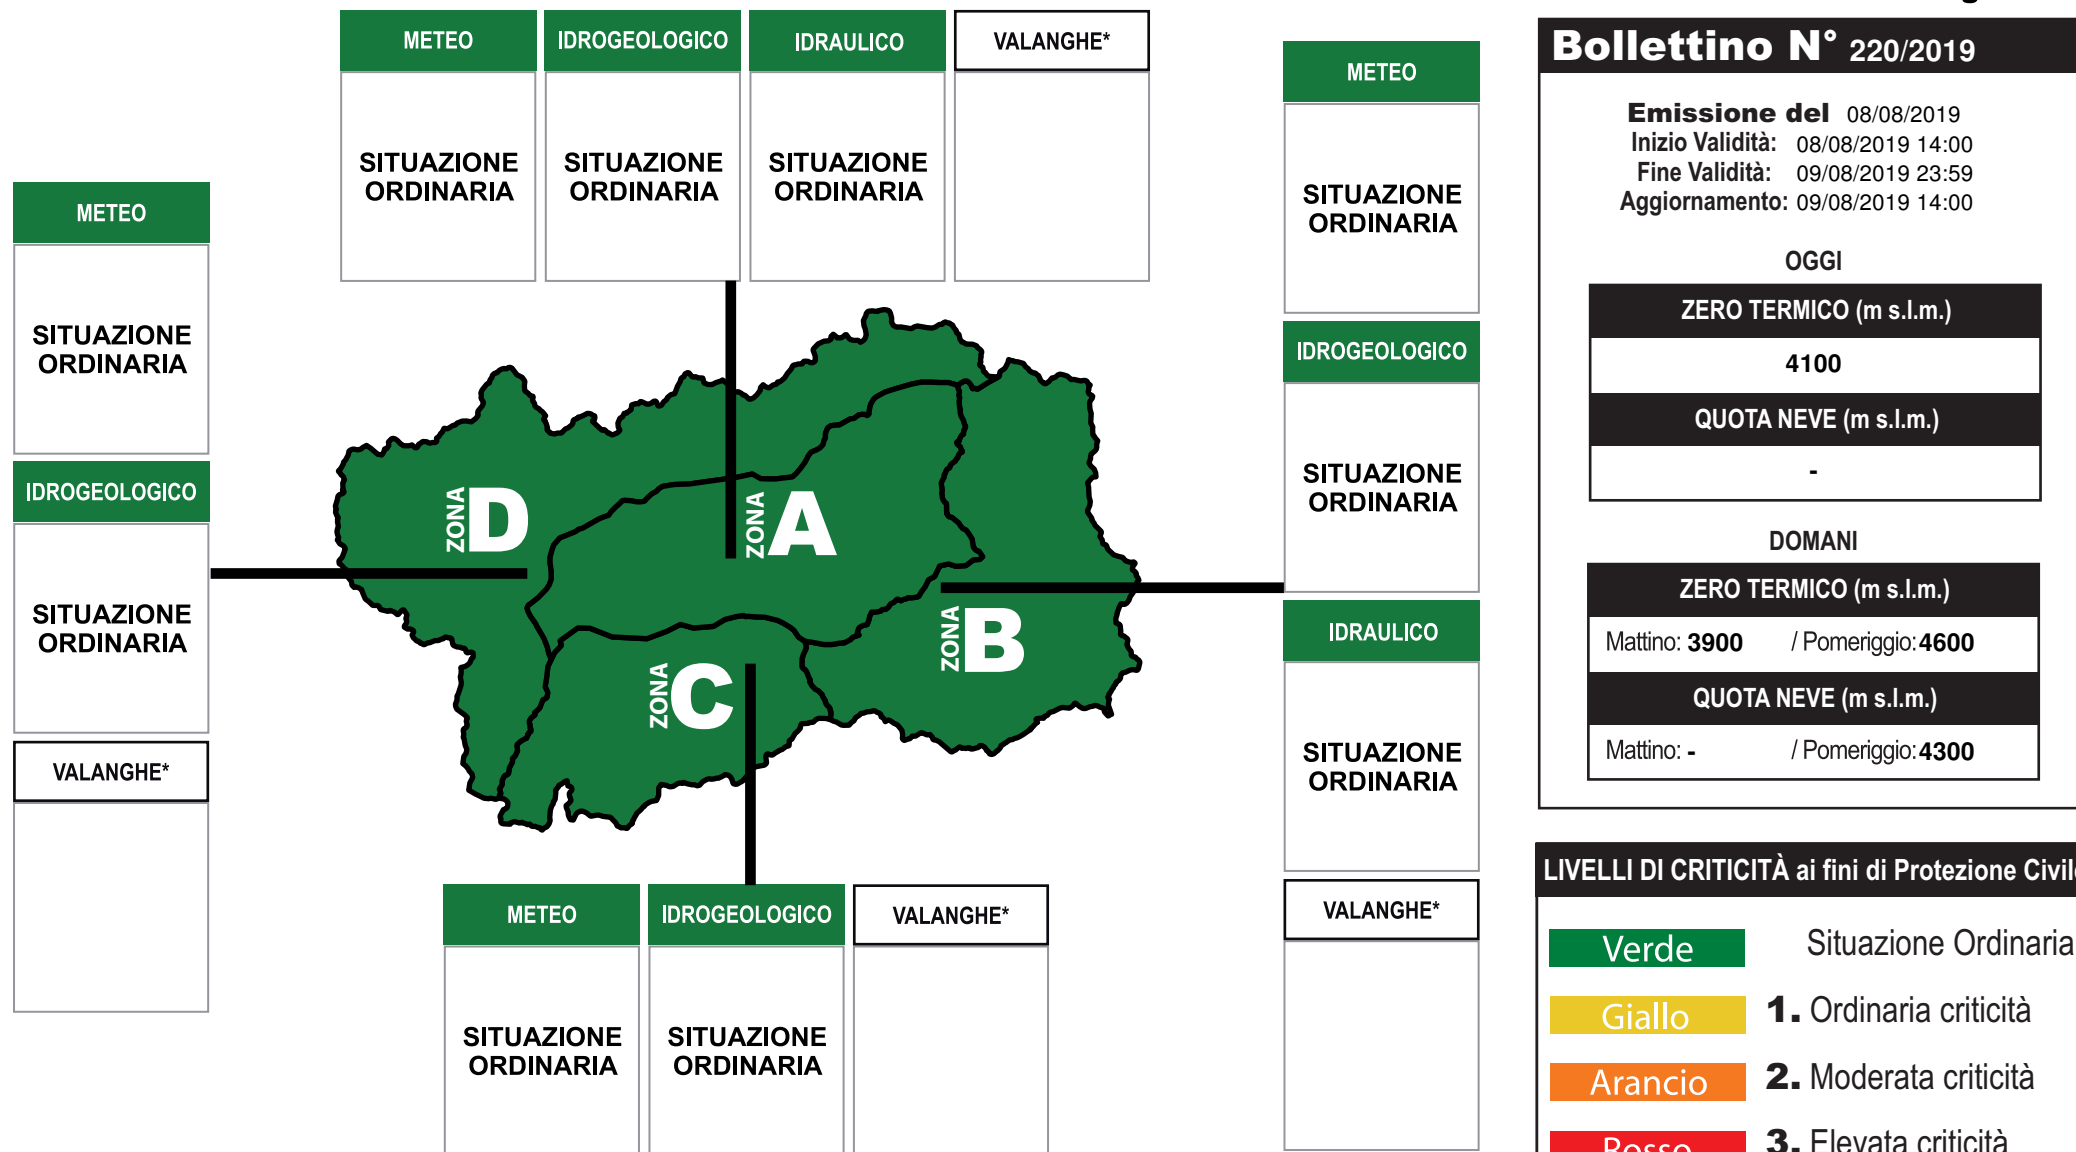 METEO
IDROGEOLOGICO
IDRAULICO
VALANGHE*
SITUAZIONE
ORDINARIA
SITUAZIONE
ORDINARIA
SITUAZIONE
ORDINARIA
METEO
SITUAZIONE
ORDINARIA
IDROGEOLOGICO
SITUAZIONE
ORDINARIA
VALANGHE*
ZONA D
ZONA A
ZONA B
ZONA C
METEO
SITUAZIONE
ORDINARIA
IDROGEOLOGICO
SITUAZIONE
ORDINARIA
IDRAULICO
SITUAZIONE
ORDINARIA
VALANGHE*
METEO
IDROGEOLOGICO
VALANGHE*
SITUAZIONE
ORDINARIA
SITUAZIONE
ORDINARIA
Bollettino N° 220/2019
Emissione del 08/08/2019
Inizio Validità: 08/08/2019 14:00
Fine Validità: 09/08/2019 23:59
Aggiornamento: 09/08/2019 14:00
OGGI
ZERO TERMICO (m s.l.m.)
4100
QUOTA NEVE (m s.l.m.)
-
DOMANI
ZERO TERMICO (m s.l.m.)
Mattino: 3900 / Pomeriggio: 4600
QUOTA NEVE (m s.l.m.)
Mattino: - / Pomeriggio: 4300
LIVELLI DI CRITICITÀ ai fini di Protezione Civile
Verde Situazione Ordinaria
Giallo 1. Ordinaria criticità
Arancio 2. Moderata criticità
Rosso 3. Elevata criticità